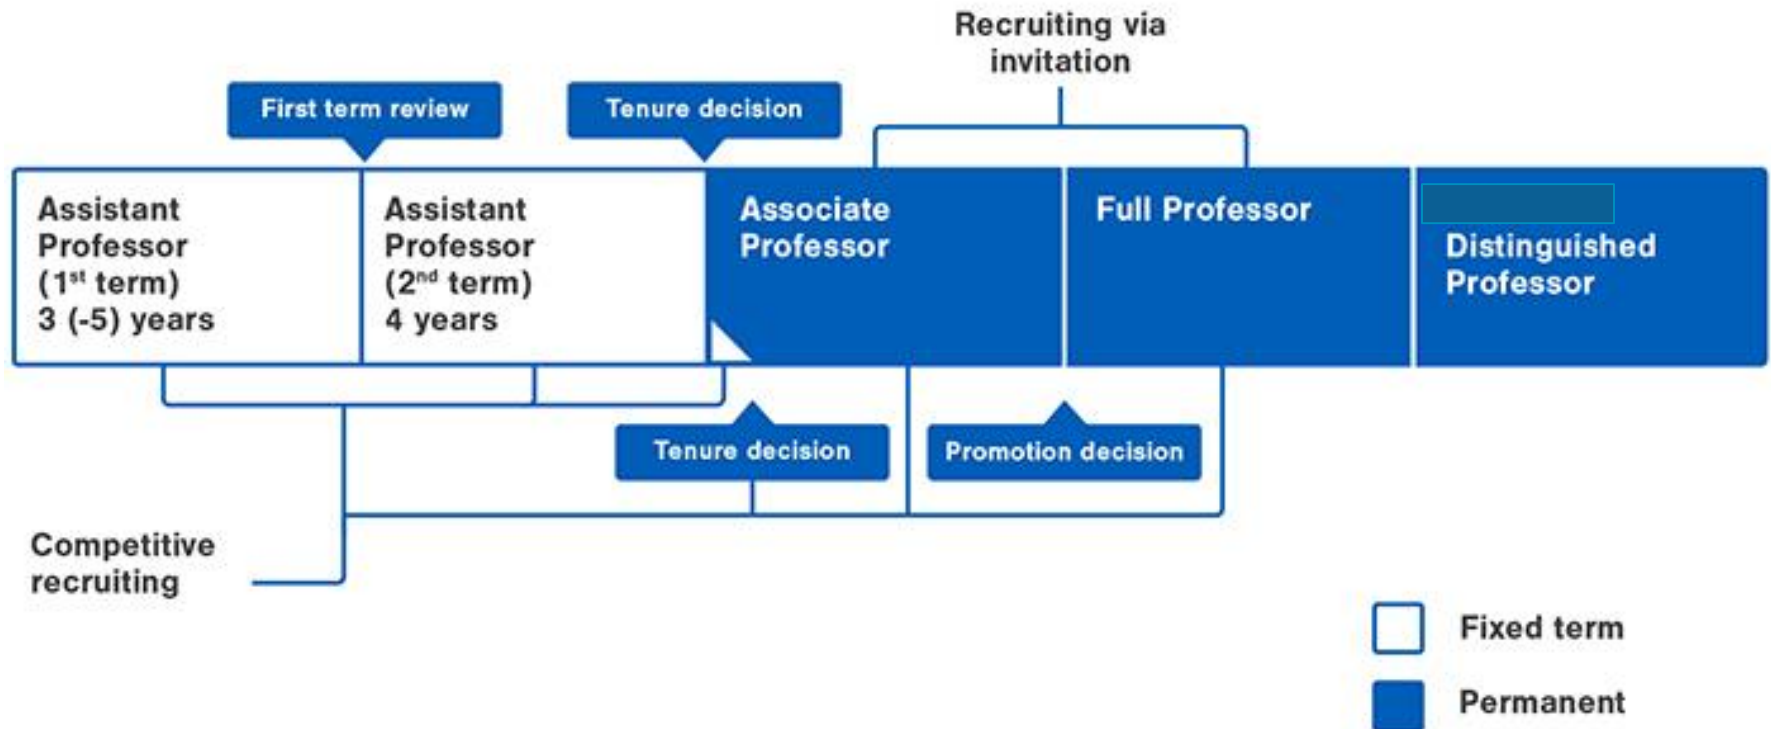 Recruiting via
invitation
First term review
Tenure decision
Assistant
Professor
(1st term)
3 (-5) years
Assistant
Professor
(2nd term)
4 years
Associate
Professor
Full Professor
Distinguished
Professor
Tenure decision
Promotion decision
Competitive
recruiting
Fixed term
Permanent